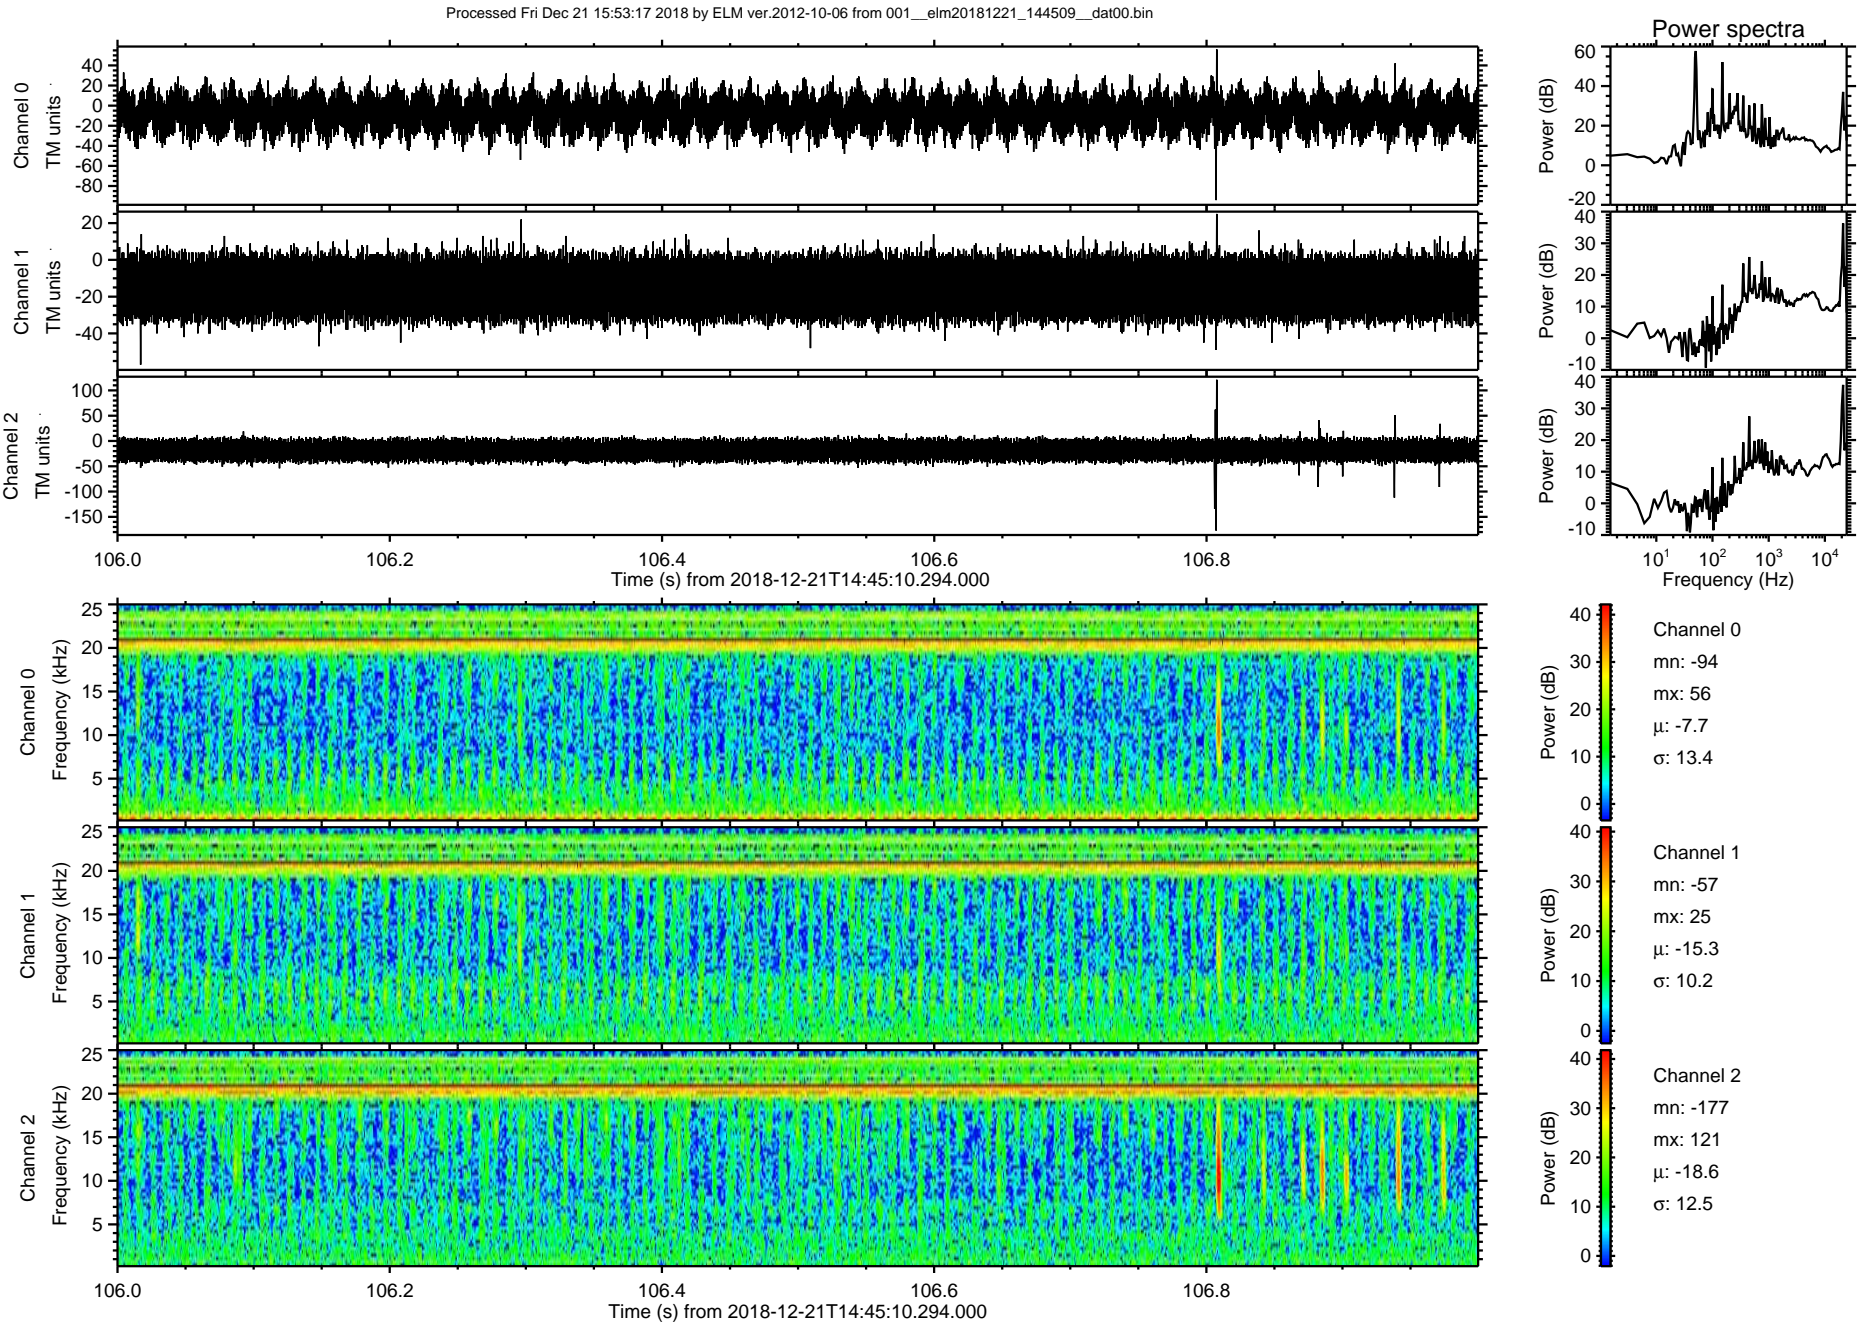 Processed Fri Dec 21 15:53:17 2018 by ELM ver.2012-10-06 from 001__elm20181221_144509__dat00.bin
Power spectra
Channel 0
TM units
40
20
0
-20
-40
-60
-80
Power (dB)
60
40
20
0
-20
Channel 1
TM units
20
0
-20
-40
Power (dB)
40
30
20
10
0
-10
Channel 2
TM units
100
50
0
-50
-100
-150
Power (dB)
40
30
20
10
0
-10
106.0 106.2 106.4 106.6 106.8
Time (s) from 2018-12-21T14:45:10.294.000
10¹ 10² 10³ 10⁴
Frequency (Hz)
Channel 0
Frequency (kHz)
25
20
15
10
5
Power (dB)
40
30
20
10
0
Channel 0
mn: -94
mx: 56
μ: -7.7
σ: 13.4
Channel 1
Frequency (kHz)
25
20
15
10
5
Power (dB)
40
30
20
10
0
Channel 1
mn: -57
mx: 25
μ: -15.3
σ: 10.2
Channel 2
Frequency (kHz)
25
20
15
10
5
Power (dB)
40
30
20
10
0
Channel 2
mn: -177
mx: 121
μ: -18.6
σ: 12.5
106.0 106.2 106.4 106.6 106.8
Time (s) from 2018-12-21T14:45:10.294.000